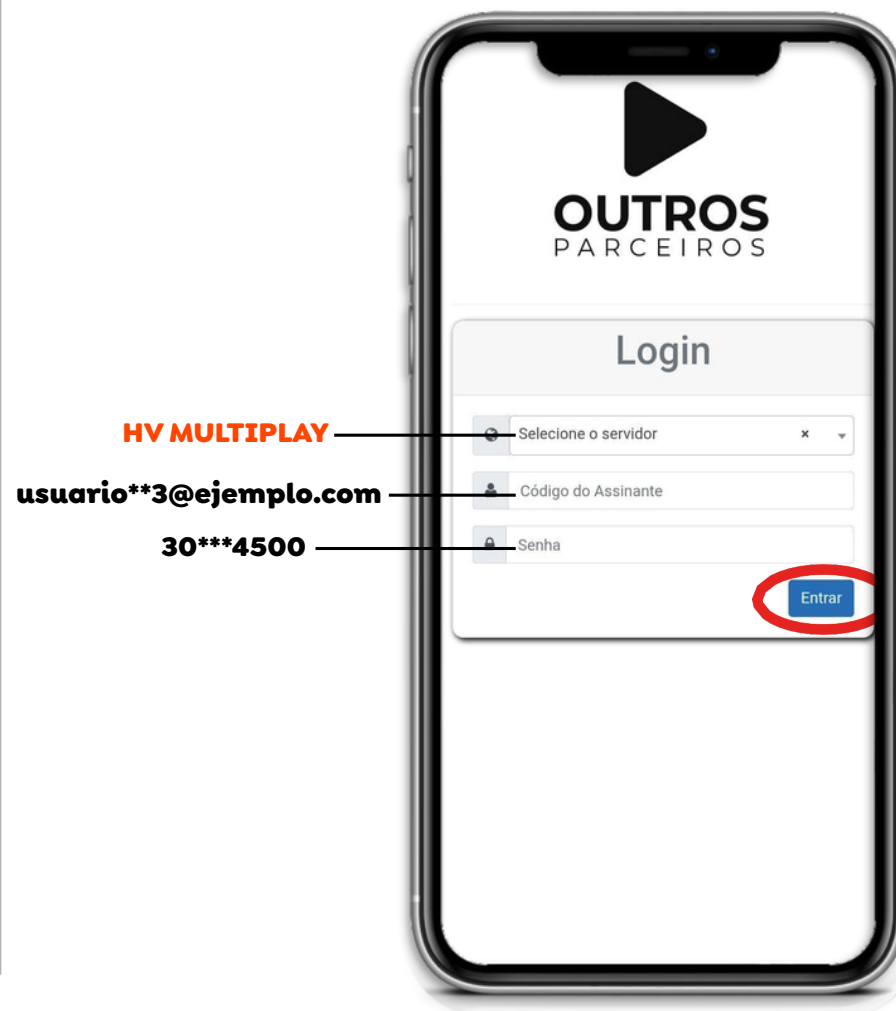 OUTROS
PARCEIROS
Login
HV MULTIPLAY
Selecione o servidor ×
usuario**3@ejemplo.com
Código do Assinante
30***4500
Senha
Entrar